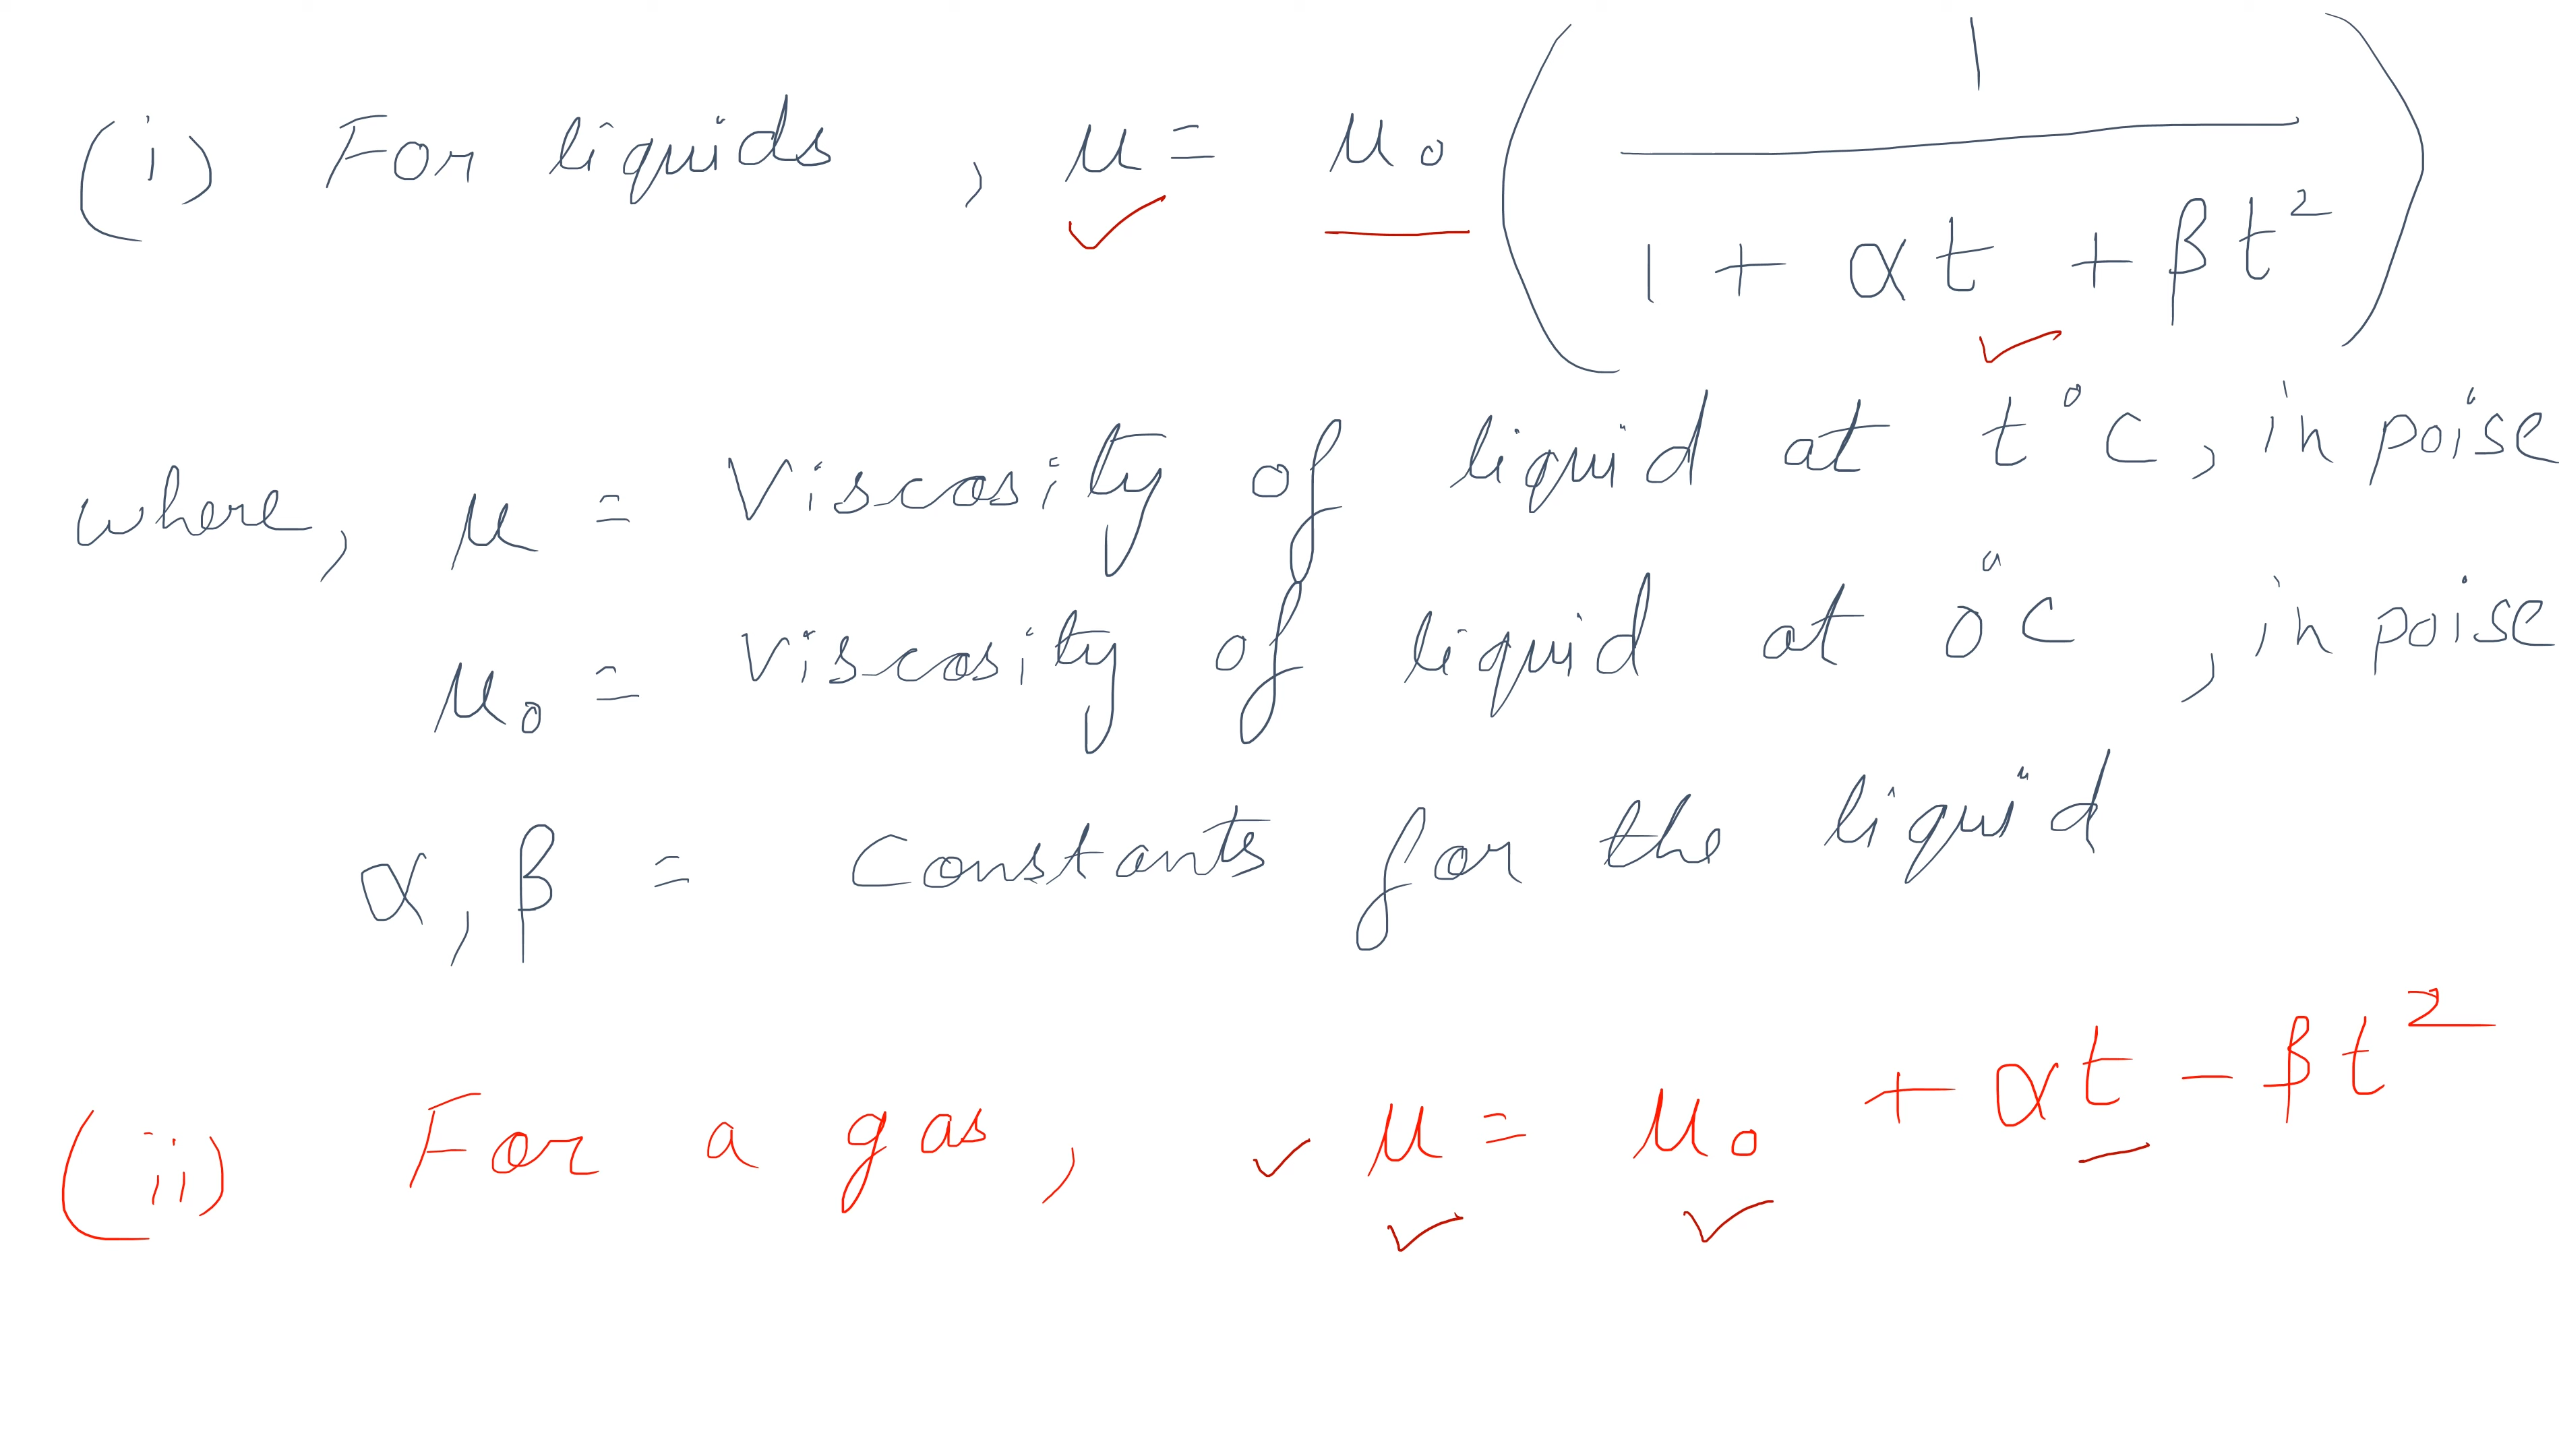 (i) For liquids, μ = μ₀ (1 / (1 + αt + βt²))
where, μ = Viscosity of liquid at t°C, in poise
μ₀ = Viscosity of liquid at 0°C, in poise
α, β = Constants for the liquid
(ii) For a gas, μ = μ₀ + αt - βt²